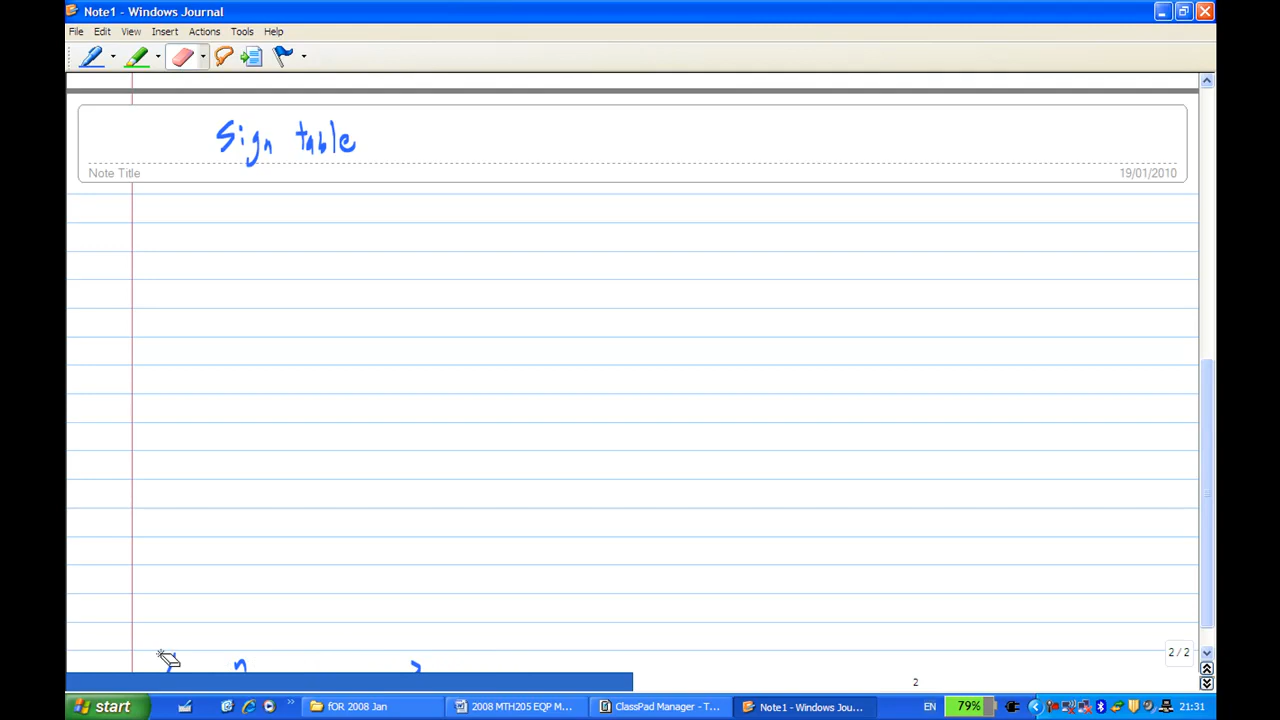 Note1 - Windows Journal
File Edit View Insert Actions Tools Help
Sign table
Note Title
19/01/2010
2 / 2
2
start
fOR 2008 Jan
2008 MTH205 EQP M...
ClassPad Manager - T...
Note1 - Windows Jou...
EN
79%
21:31